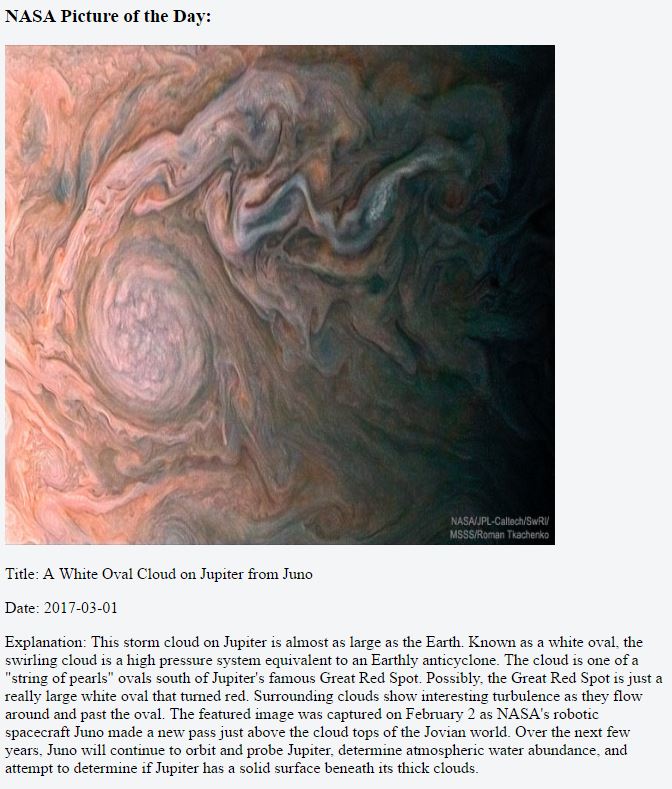 NASA Picture of the Day:
NASA/JPL-Caltech/SwRI/
MSSS/Roman Tkachenko
Title: A White Oval Cloud on Jupiter from Juno
Date: 2017-03-01
Explanation: This storm cloud on Jupiter is almost as large as the Earth. Known as a white oval, the
swirling cloud is a high pressure system equivalent to an Earthly anticyclone. The cloud is one of a
"string of pearls" ovals south of Jupiter's famous Great Red Spot. Possibly, the Great Red Spot is just a
really large white oval that turned red. Surrounding clouds show interesting turbulence as they flow
around and past the oval. The featured image was captured on February 2 as NASA's robotic
spacecraft Juno made a new pass just above the cloud tops of the Jovian world. Over the next few
years, Juno will continue to orbit and probe Jupiter, determine atmospheric water abundance, and
attempt to determine if Jupiter has a solid surface beneath its thick clouds.